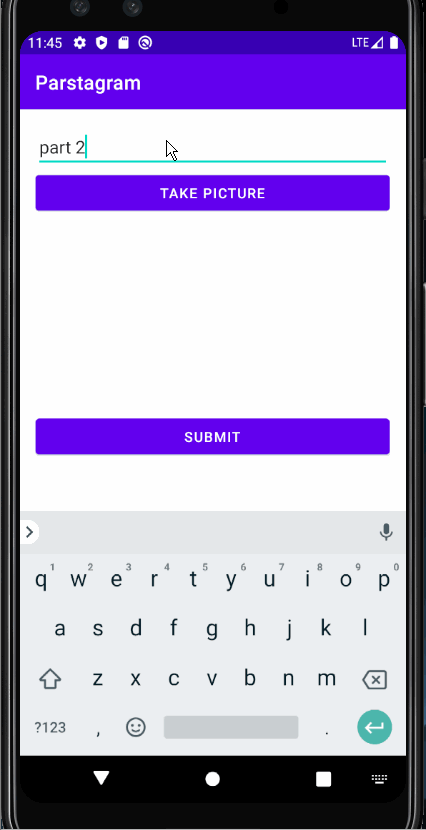 11:45 LTE
Parstagram
part 2
TAKE PICTURE
SUBMIT
1 2 3 4 5 6 7 8 9 0
q w e r t y u i o p
a s d f g h j k l
z x c v b n m
?123 , .